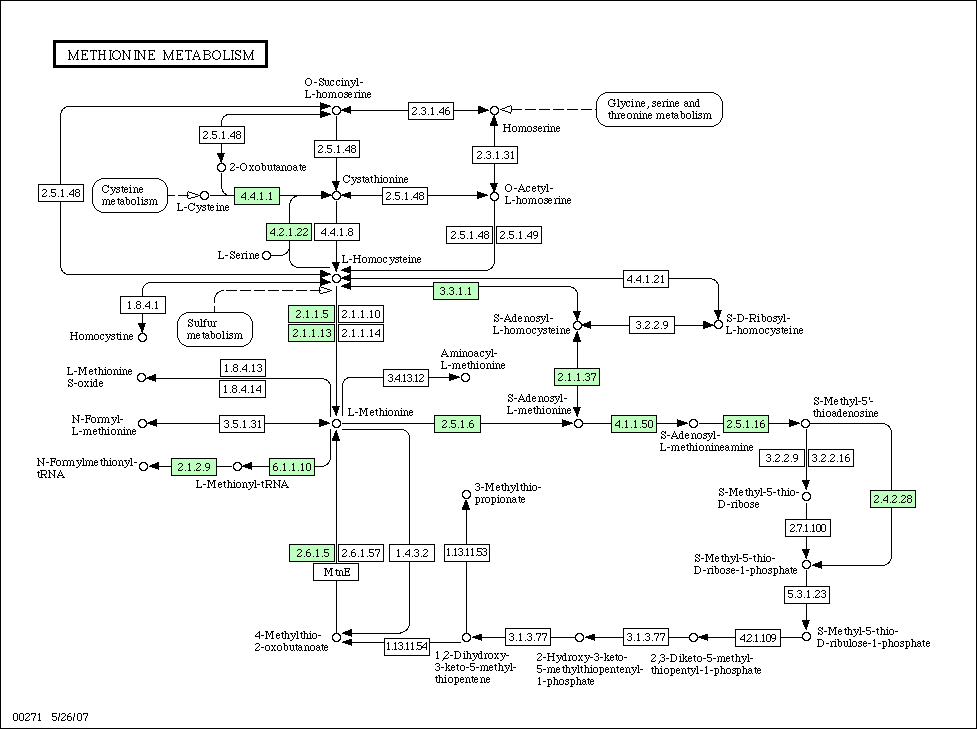 METHIONINE METABOLISM
O-Succinyl-
L-homoserine
2.3.1.46
Glycine, serine and
threonine metabolism
Homoserine
2.5.1.48
2.5.1.48
2.3.1.31
2-Oxobutanoate
Cystathionine
2.5.1.48
Cysteine
metabolism
4.4.1.1
2.5.1.48
O-Acetyl-
L-homoserine
L-Cysteine
4.2.1.22
4.4.1.8
2.5.1.48
2.5.1.49
L-Serine
L-Homocysteine
4.4.1.21
3.3.1.1
1.8.4.1
2.1.1.5
2.1.1.10
Sulfur
metabolism
2.1.1.13
2.1.1.14
Homocystine
S-Adenosyl-
L-homocysteine
3.2.2.9
S-D-Ribosyl-
L-homocysteine
Aminoacyl-
L-methionine
L-Methionine
S-oxide
1.8.4.13
1.8.4.14
3.4.13.12
2.1.1.37
S-Adenosyl-
L-methionine
S-Methyl-5'-
thioadenosine
N-Formyl-
L-methionine
3.5.1.31
L-Methionine
2.5.1.6
4.1.1.50
2.5.1.16
S-Adenosyl-
L-methionineamine
N-Formylmethionyl-
tRNA
2.1.2.9
6.1.1.10
L-Methionyl-tRNA
3.2.2.9
3.2.2.16
3-Methylthio-
propionate
S-Methyl-5-thio-
D-ribose
2.4.2.28
2.7.1.100
2.6.1.5
2.6.1.57
1.4.3.2
1.13.11.53
MtnE
S-Methyl-5-thio-
D-ribose-1-phosphate
5.3.1.23
4-Methylthio-
2-oxobutanoate
1.13.11.54
3.1.3.77
3.1.3.77
4.2.1.109
S-Methyl-5-thio-
D-ribulose-1-phosphate
1,2-Dihydroxy-
3-keto-5-methyl-
thiopentene
2-Hydroxy-3-keto-
5-methylthiopentenyl-
1-phosphate
2,3-Diketo-5-methyl-
thiopentyl-1-phosphate
00271 5/26/07